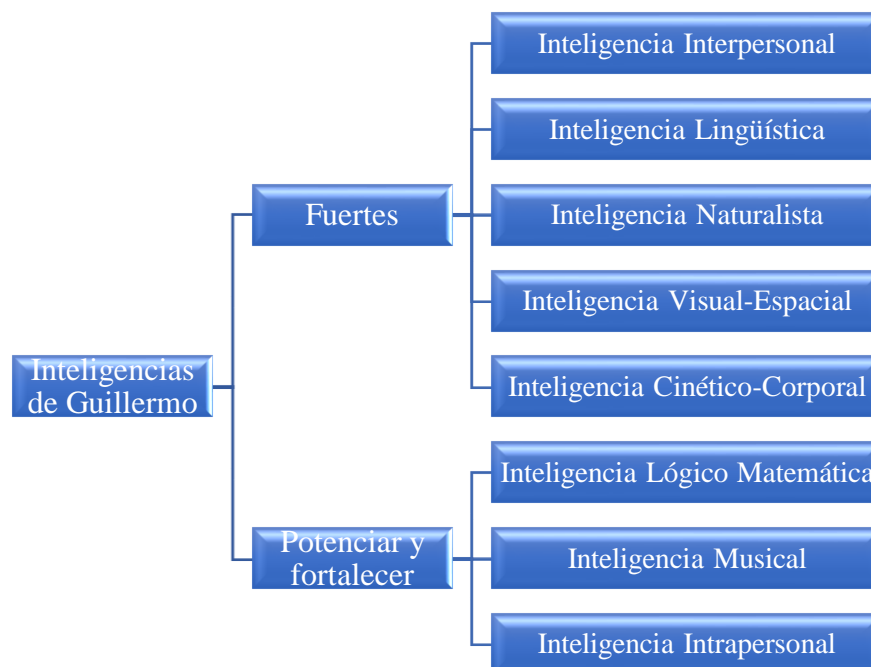 Inteligencias
de Guillermo
Fuertes
Inteligencia Interpersonal
Inteligencia Lingüística
Inteligencia Naturalista
Inteligencia Visual-Espacial
Inteligencia Cinético-Corporal
Potenciar y
fortalecer
Inteligencia Lógico Matemática
Inteligencia Musical
Inteligencia Intrapersonal